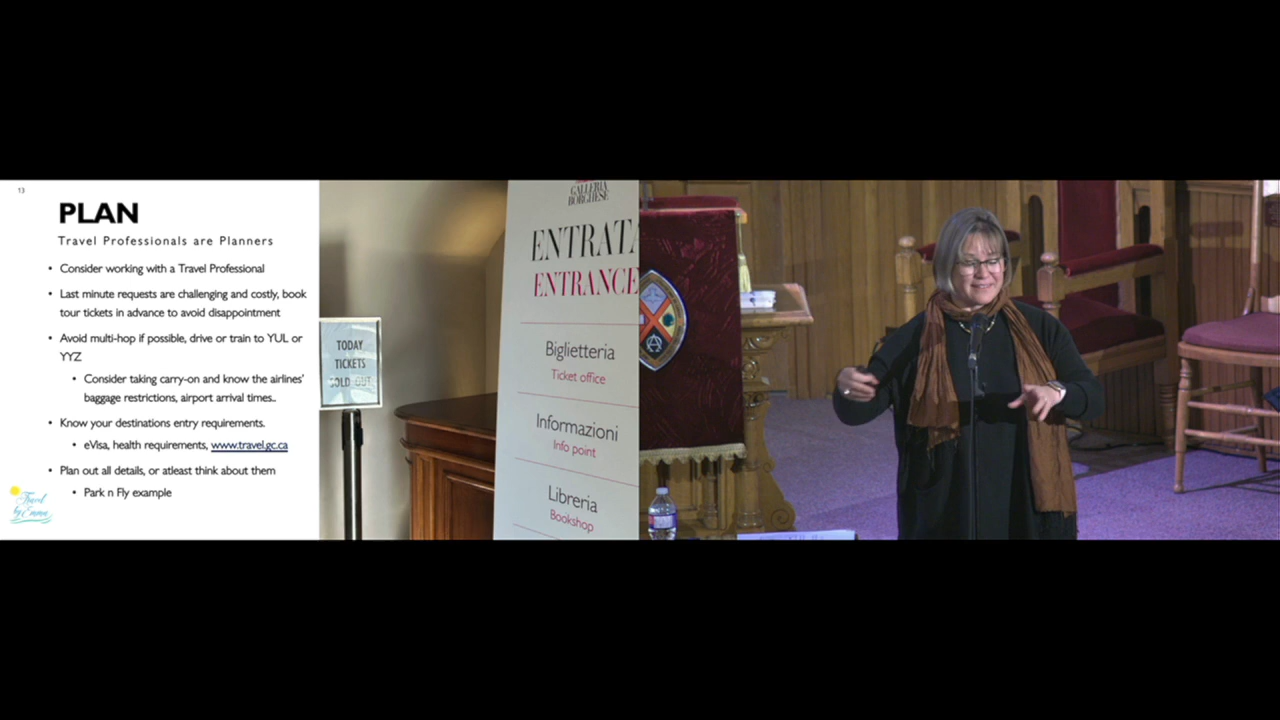 13
PLAN
Travel Professionals are Planners
• Consider working with a Travel Professional
• Last minute requests are challenging and costly, book
tour tickets in advance to avoid disappointment
• Avoid multi-hop if possible, drive or train to YUL or
YYZ
• Consider taking carry-on and know the airlines'
baggage restrictions, airport arrival times..
• Know your destinations entry requirements.
• eVisa, health requirements, www.travel.gc.ca
• Plan out all details, or atleast think about them
• Park n Fly example
Travel
by Emma
TODAY
TICKETS
SOLD OUT
GALLERIA
BORGHESE
ENTRATA
ENTRANCE
Biglietteria
Ticket office
Informazioni
Info point
Libreria
Bookshop